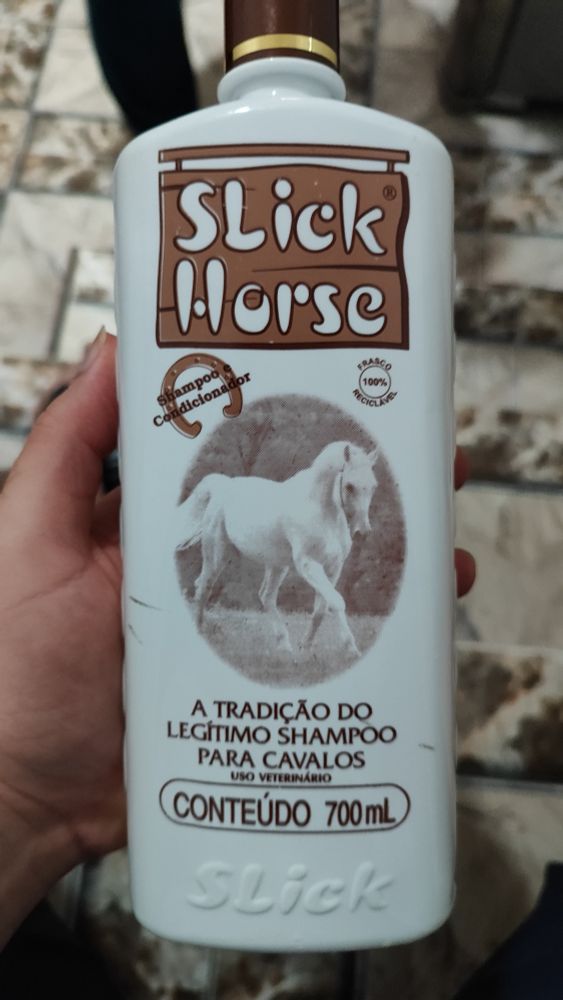 SLick®
Horse
Shampoo e
Condicionador
FRASCO
100%
RECICLÁVEL
A TRADIÇÃO DO
LEGÍTIMO SHAMPOO
PARA CAVALOS
USO VETERINÁRIO
CONTEÚDO 700mL
SLick